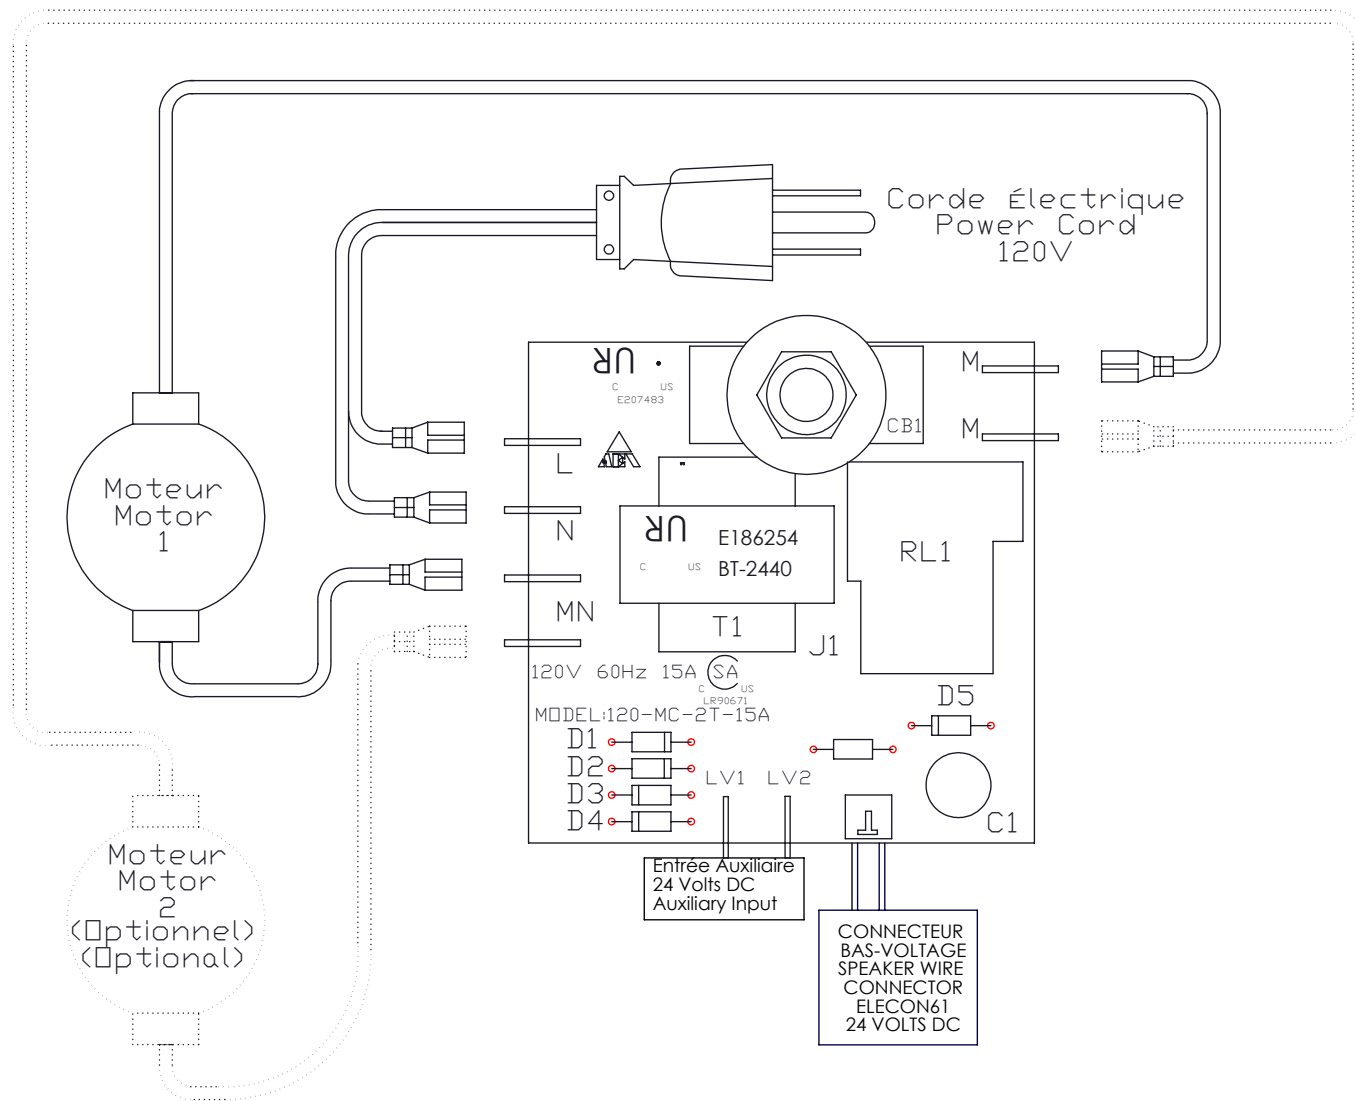 Corde Électrique
Power Cord
120V
UR
C US
E207483
CB1
M
M
L
N
MN
Moteur
Motor
1
UR
C US
E186254
BT-2440
T1
RL1
J1
120V 60Hz 15A
SA
C US
LR90671
MODEL:120-MC-2T-15A
D5
D1
D2
D3
D4
LV1 LV2
C1
Entrée Auxiliaire
24 Volts DC
Auxiliary Input
Moteur
Motor
2
(Optionnel)
(Optional)
CONNECTEUR
BAS-VOLTAGE
SPEAKER WIRE
CONNECTOR
ELECON61
24 VOLTS DC